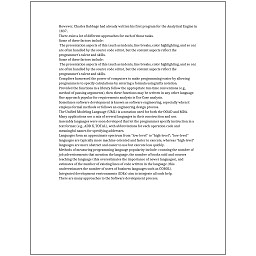 However, Charles Babbage had already written his first program for the Analytical Engine in
1837.
There exist a lot of different approaches for each of those tasks.
Some of these factors include:
The presentation aspects of this (such as indents, line breaks, color highlighting, and so on)
are often handled by the source code editor, but the content aspects reflect the
programmer's talent and skills.
Some of these factors include:
The presentation aspects of this (such as indents, line breaks, color highlighting, and so on)
are often handled by the source code editor, but the content aspects reflect the
programmer's talent and skills.
Compilers harnessed the power of computers to make programming easier by allowing
programmers to specify calculations by entering a formula using infix notation.
Provided the functions in a library follow the appropriate run-time conventions (e.g.,
method of passing arguments), then these functions may be written in any other language.
One approach popular for requirements analysis is Use Case analysis.
Sometimes software development is known as software engineering, especially when it
employs formal methods or follows an engineering design process.
The Unified Modeling Language (UML) is a notation used for both the OOAD and MDA.
Many applications use a mix of several languages in their construction and use.
Assembly languages were soon developed that let the programmer specify instruction in a
text format (e.g., ADD X, TOTAL), with abbreviations for each operation code and
meaningful names for specifying addresses.
Languages form an approximate spectrum from "low-level" to "high-level"; "low-level"
languages are typically more machine-oriented and faster to execute, whereas "high-level"
languages are more abstract and easier to use but execute less quickly.
Methods of measuring programming language popularity include: counting the number of
job advertisements that mention the language, the number of books sold and courses
teaching the language (this overestimates the importance of newer languages), and
estimates of the number of existing lines of code written in the language (this
underestimates the number of users of business languages such as COBOL).
Integrated development environments (IDEs) aim to integrate all such help.
There are many approaches to the Software development process.